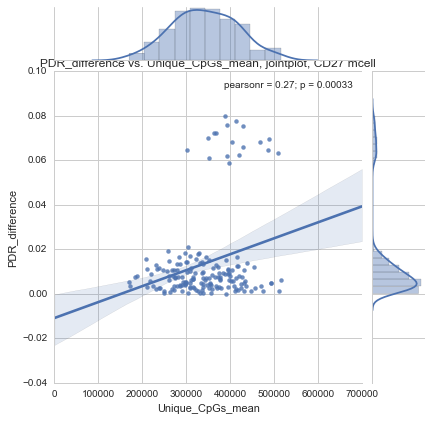 PDR_difference vs. Unique_CpGs_mean, jointplot, CD27 mcell
pearsonr = 0.27; p = 0.00033
0.10
0.08
0.06
0.04
0.02
0.00
−0.02
−0.04
PDR_difference
0 100000 200000 300000 400000 500000 600000 700000
Unique_CpGs_mean